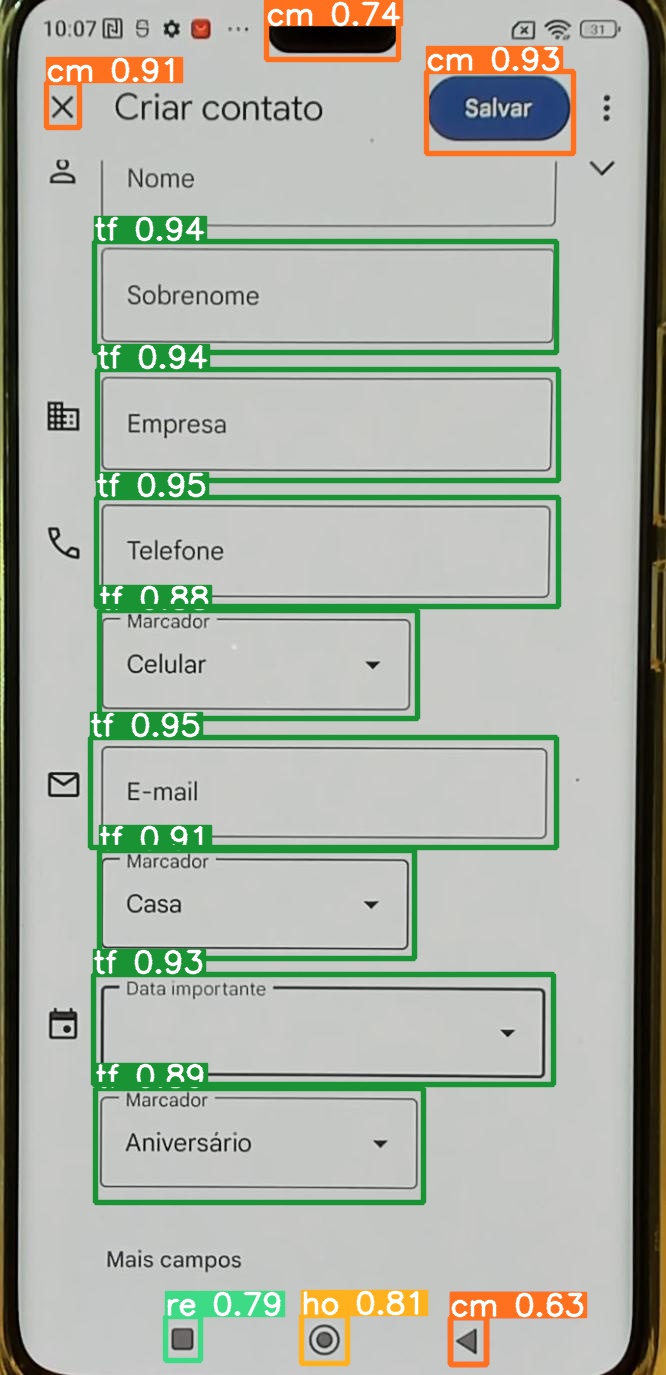 10:07 31
cm 0.74
cm 0.91
cm 0.93
Criar contato
Salvar
Nome
tf 0.94
Sobrenome
tf 0.94
Empresa
tf 0.95
Telefone
tf 0.88
Marcador
Celular
tf 0.95
E-mail
tf 0.91
Marcador
Casa
tf 0.93
Data importante
tf 0.89
Marcador
Aniversário
Mais campos
re 0.79
ho 0.81
cm 0.63